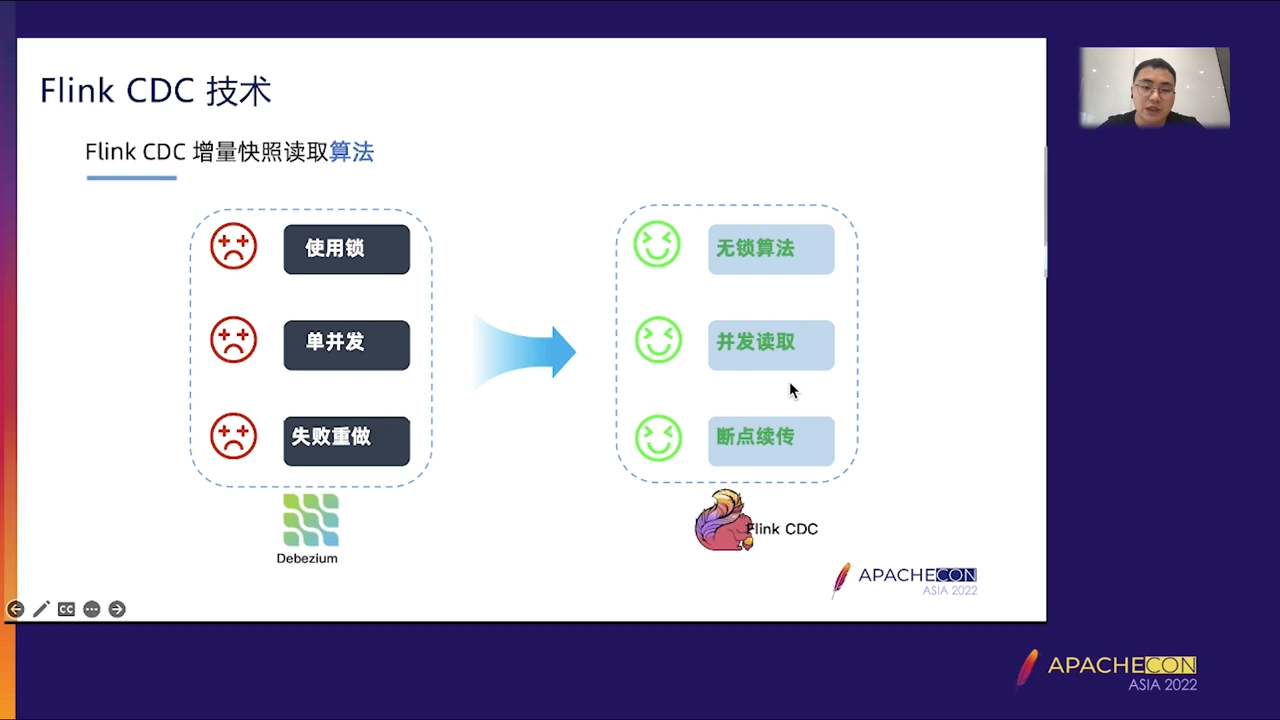 Flink CDC 技术
Flink CDC 增量快照读取算法
使用锁
单并发
失败重做
Debezium
无锁算法
并发读取
断点续传
Flink CDC
APACHECON
ASIA 2022
CC
APACHECON
ASIA 2022